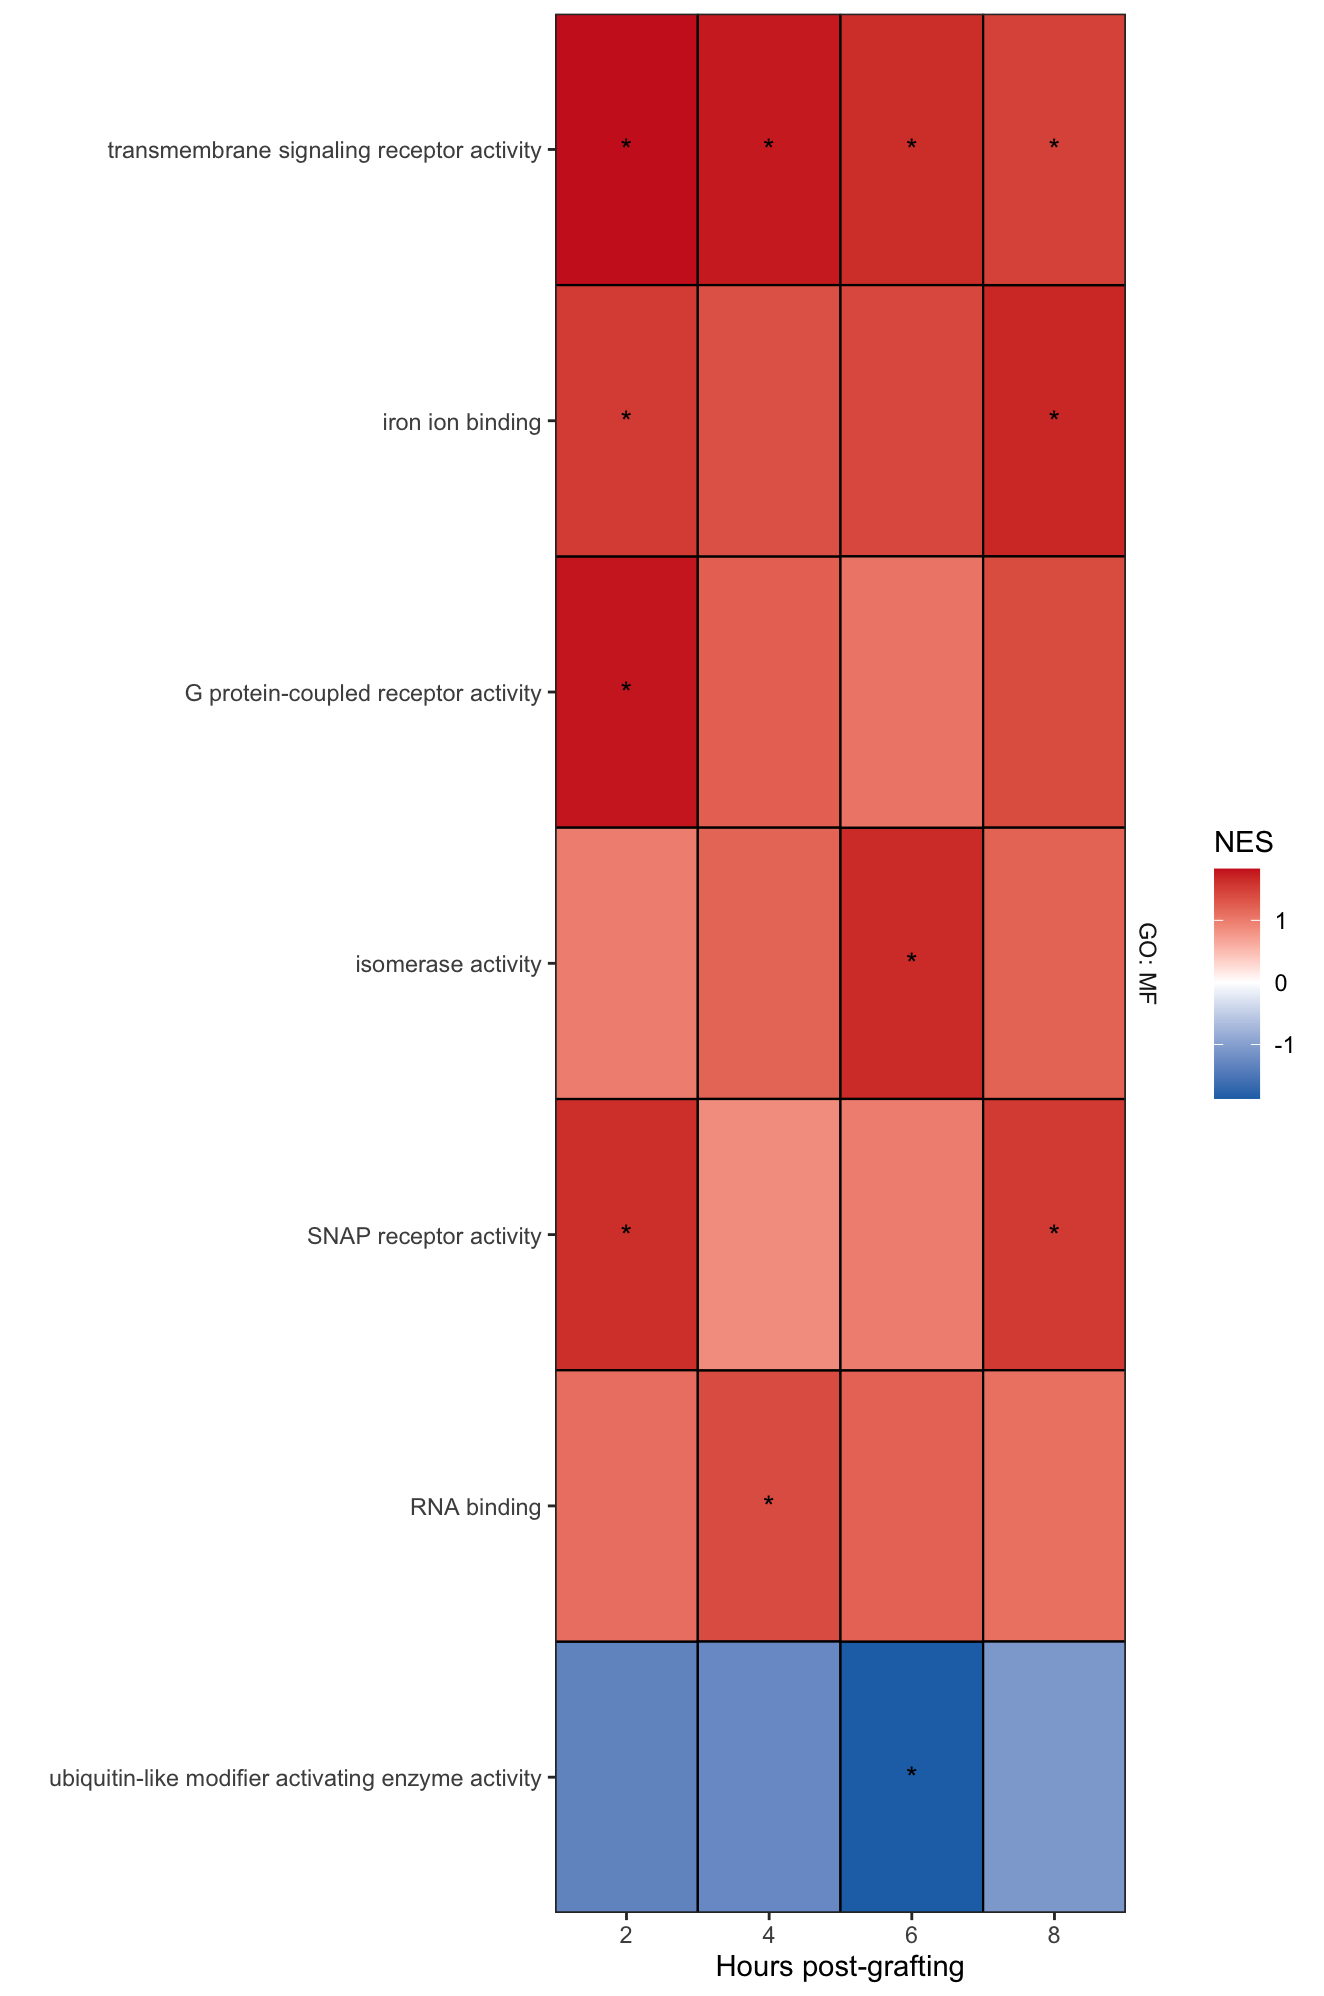 transmembrane signaling receptor activity
* * * *
iron ion binding
* *
G protein-coupled receptor activity
*
isomerase activity
*
SNAP receptor activity
* *
RNA binding
*
ubiquitin-like modifier activating enzyme activity
*
2 4 6 8
Hours post-grafting
GO: MF
NES
1
0
-1